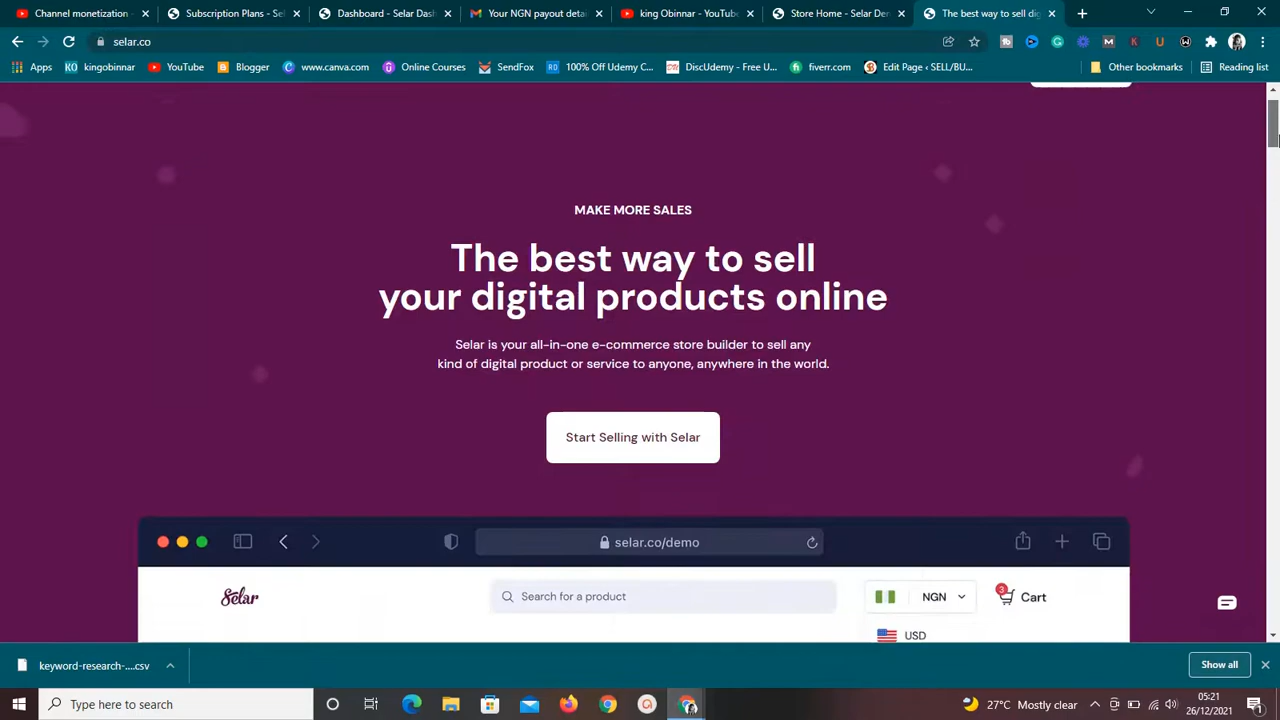 Channel monetization -
Subscription Plans - Sel
Dashboard - Selar Dash
Your NGN payout detai
king Obinnar - YouTube
Store Home - Selar Den
The best way to sell dig
selar.co
Apps
kingobinnar
YouTube
Blogger
www.canva.com
Online Courses
SendFox
100% Off Udemy C...
DiscUdemy - Free U...
fiverr.com
Edit Page ‹ SELL/BU...
Other bookmarks
Reading list
MAKE MORE SALES
The best way to sell
your digital products online
Selar is your all-in-one e-commerce store builder to sell any
kind of digital product or service to anyone, anywhere in the world.
Start Selling with Selar
selar.co/demo
Selar
Search for a product
NGN
3
Cart
USD
keyword-research-....csv
Show all
Type here to search
27°C Mostly clear
05:21
26/12/2021